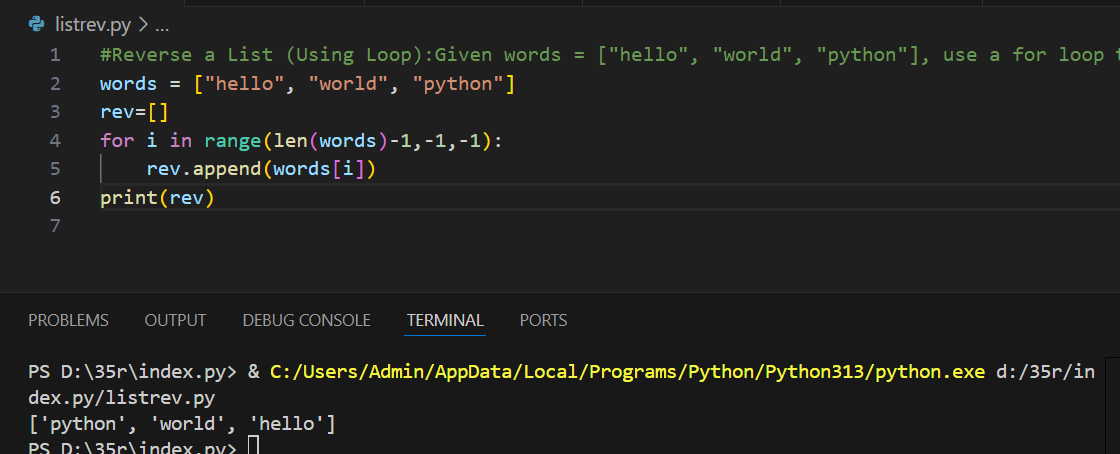 listrev.py > ...
1 #Reverse a List (Using Loop):Given words = ["hello", "world", "python"], use a for loop
2 words = ["hello", "world", "python"]
3 rev=[]
4 for i in range(len(words)-1,-1,-1):
5     rev.append(words[i])
6 print(rev)
7
PROBLEMS OUTPUT DEBUG CONSOLE TERMINAL PORTS
PS D:\35r\index.py> & C:/Users/Admin/AppData/Local/Programs/Python/Python313/python.exe d:/35r/in
dex.py/listrev.py
['python', 'world', 'hello']
PS D:\35r\index.py>